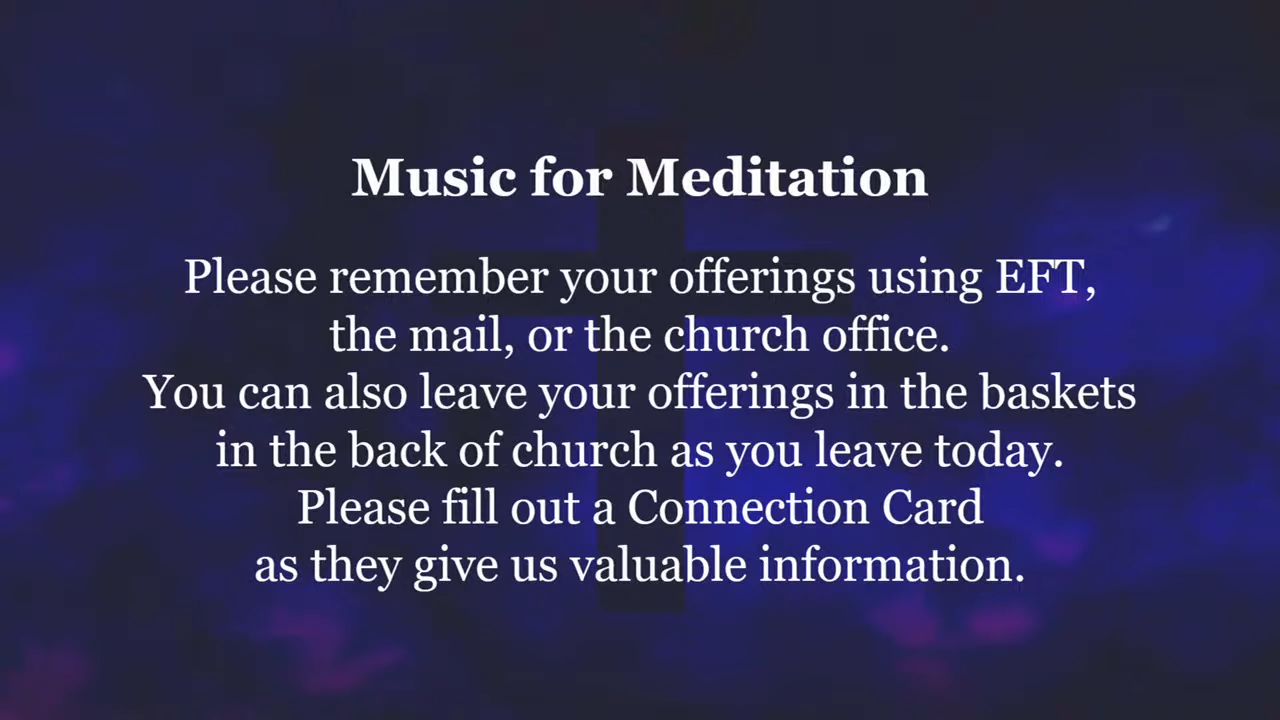 Music for Meditation
Please remember your offerings using EFT,
the mail, or the church office.
You can also leave your offerings in the baskets
in the back of church as you leave today.
Please fill out a Connection Card
as they give us valuable information.